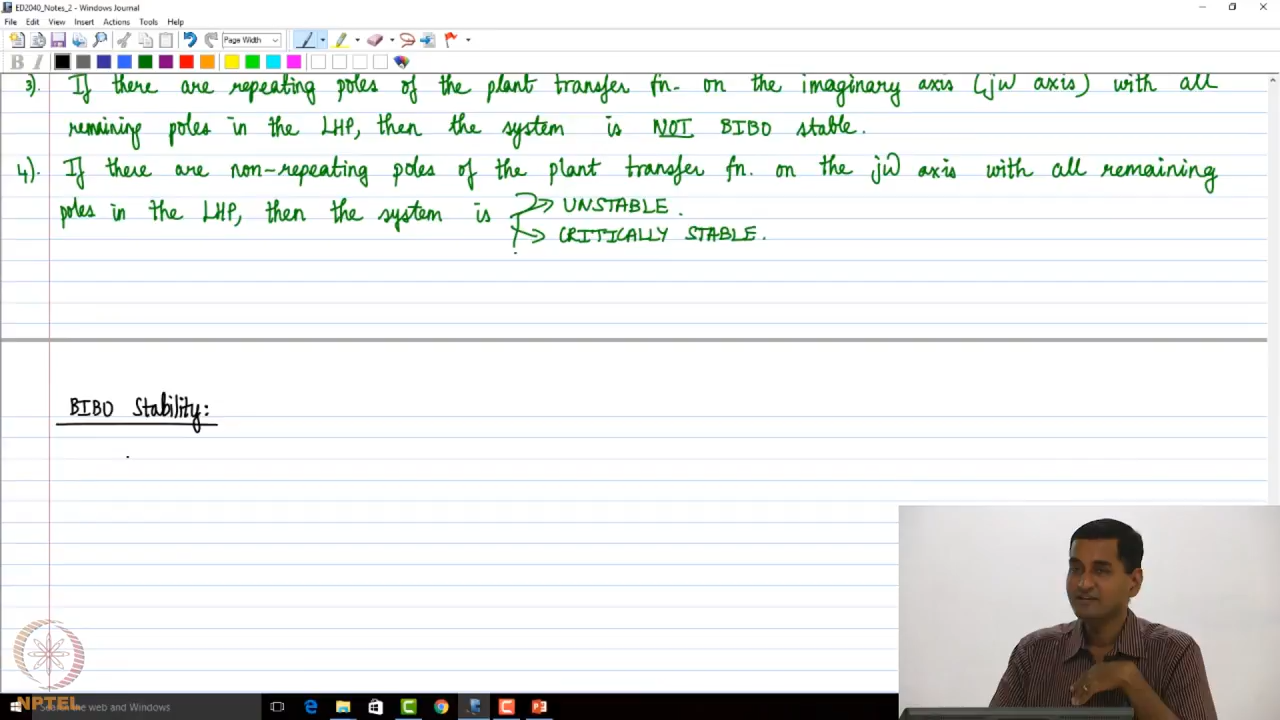 ED2040_Notes_2 - Windows Journal
File Edit View Insert Actions Tools Help
Page Width
B I
3). If there are repeating poles of the plant transfer fn. on the imaginary axis (jω axis) with all
remaining poles in the LHP, then the system is NOT BIBO stable.
4). If there are non-repeating poles of the plant transfer fn. on the jω axis with all remaining
poles in the LHP, then the system is → UNSTABLE.
→ CRITICALLY STABLE.
BIBO Stability:
NPTEL
Search the web and Windows